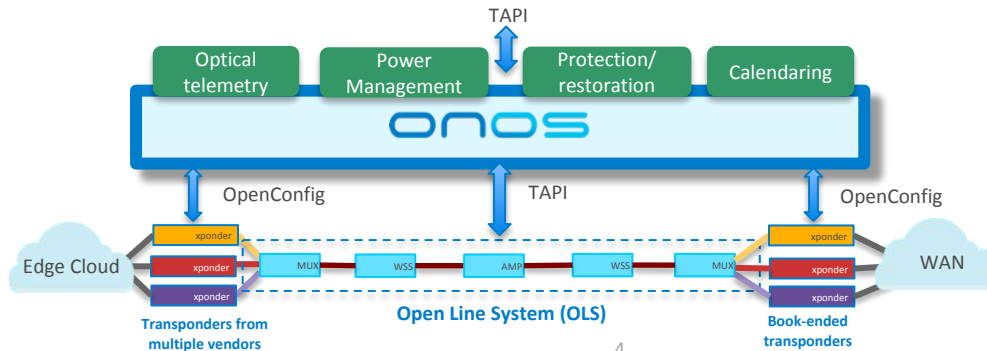 TAPI
Optical
telemetry
Power
Management
Protection/
restoration
Calendaring
onos
OpenConfig
TAPI
OpenConfig
Edge Cloud
xponder
xponder
xponder
MUX
WSS
AMP
WSS
MUX
xponder
xponder
xponder
WAN
Transponders from
multiple vendors
Open Line System (OLS)
Book-ended
transponders
4